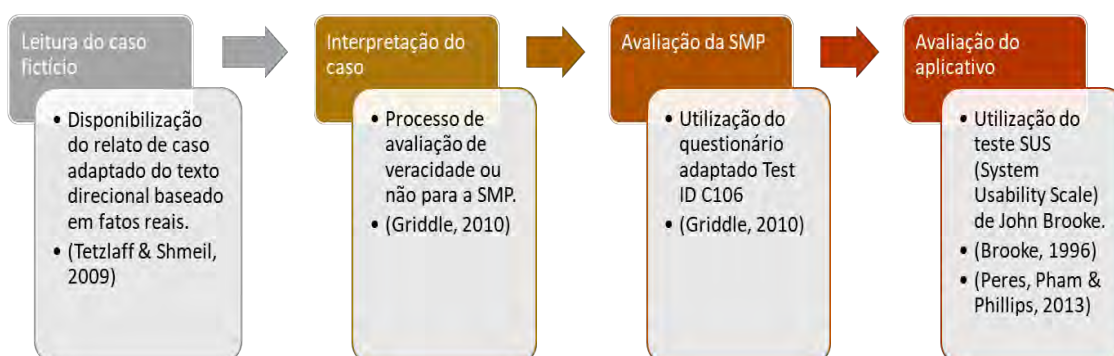 Leitura do caso
fictício
• Disponibilização
do relato de caso
adaptado do texto
direcional baseado
em fatos reais.
• (Tetzlaff & Shmeil,
2009)
Interpretação do
caso
• Processo de
avaliação de
veracidade ou
não para a SMP.
• (Griddle, 2010)
Avaliação da SMP
• Utilização do
questionário
adaptado Test
ID C106
• (Griddle, 2010)
Avaliação do
aplicativo
• Utilização do
teste SUS
(System
Usability Scale)
de John Brooke.
• (Brooke, 1996)
• (Peres, Pham &
Phillips, 2013)